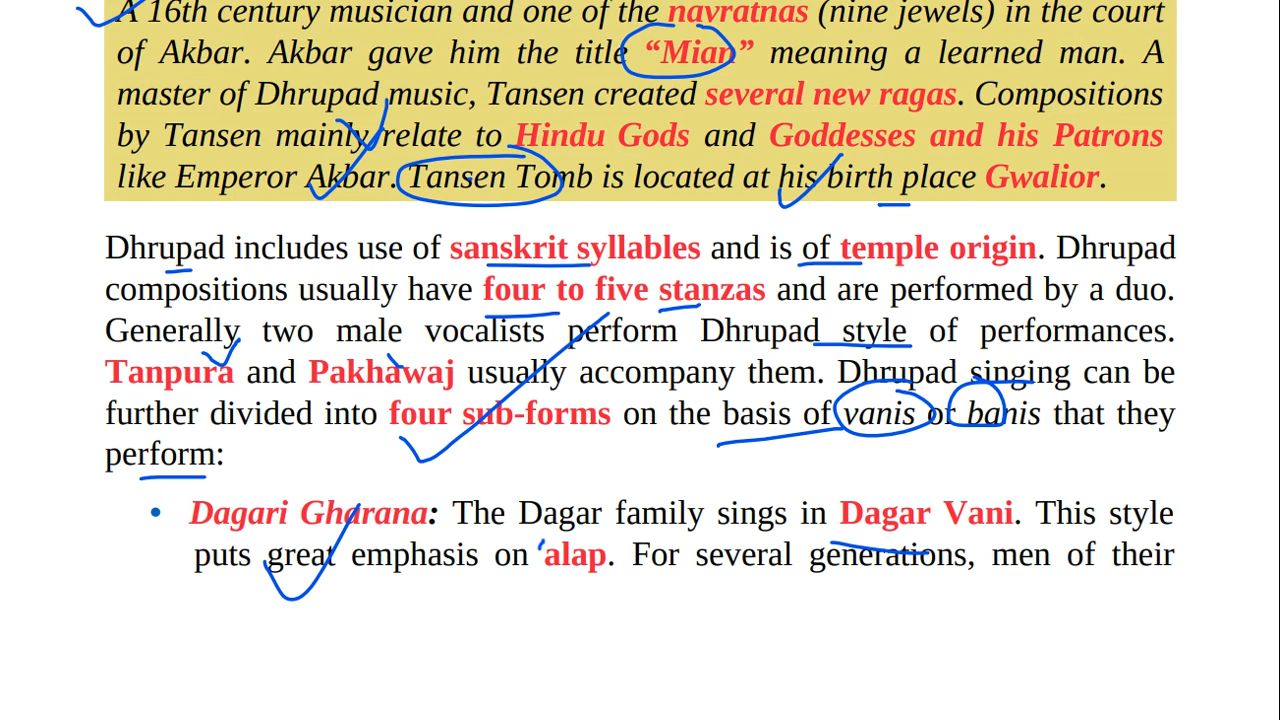 A 16th century musician and one of the navratnas (nine jewels) in the court
of Akbar. Akbar gave him the title “Mian” meaning a learned man. A
master of Dhrupad music, Tansen created several new ragas. Compositions
by Tansen mainly relate to Hindu Gods and Goddesses and his Patrons
like Emperor Akbar. Tansen Tomb is located at his birth place Gwalior.
Dhrupad includes use of sanskrit syllables and is of temple origin. Dhrupad
compositions usually have four to five stanzas and are performed by a duo.
Generally two male vocalists perform Dhrupad style of performances.
Tanpura and Pakhawaj usually accompany them. Dhrupad singing can be
further divided into four sub-forms on the basis of vanis or banis that they
perform:
• Dagari Gharana: The Dagar family sings in Dagar Vani. This style
puts great emphasis on alap. For several generations, men of their